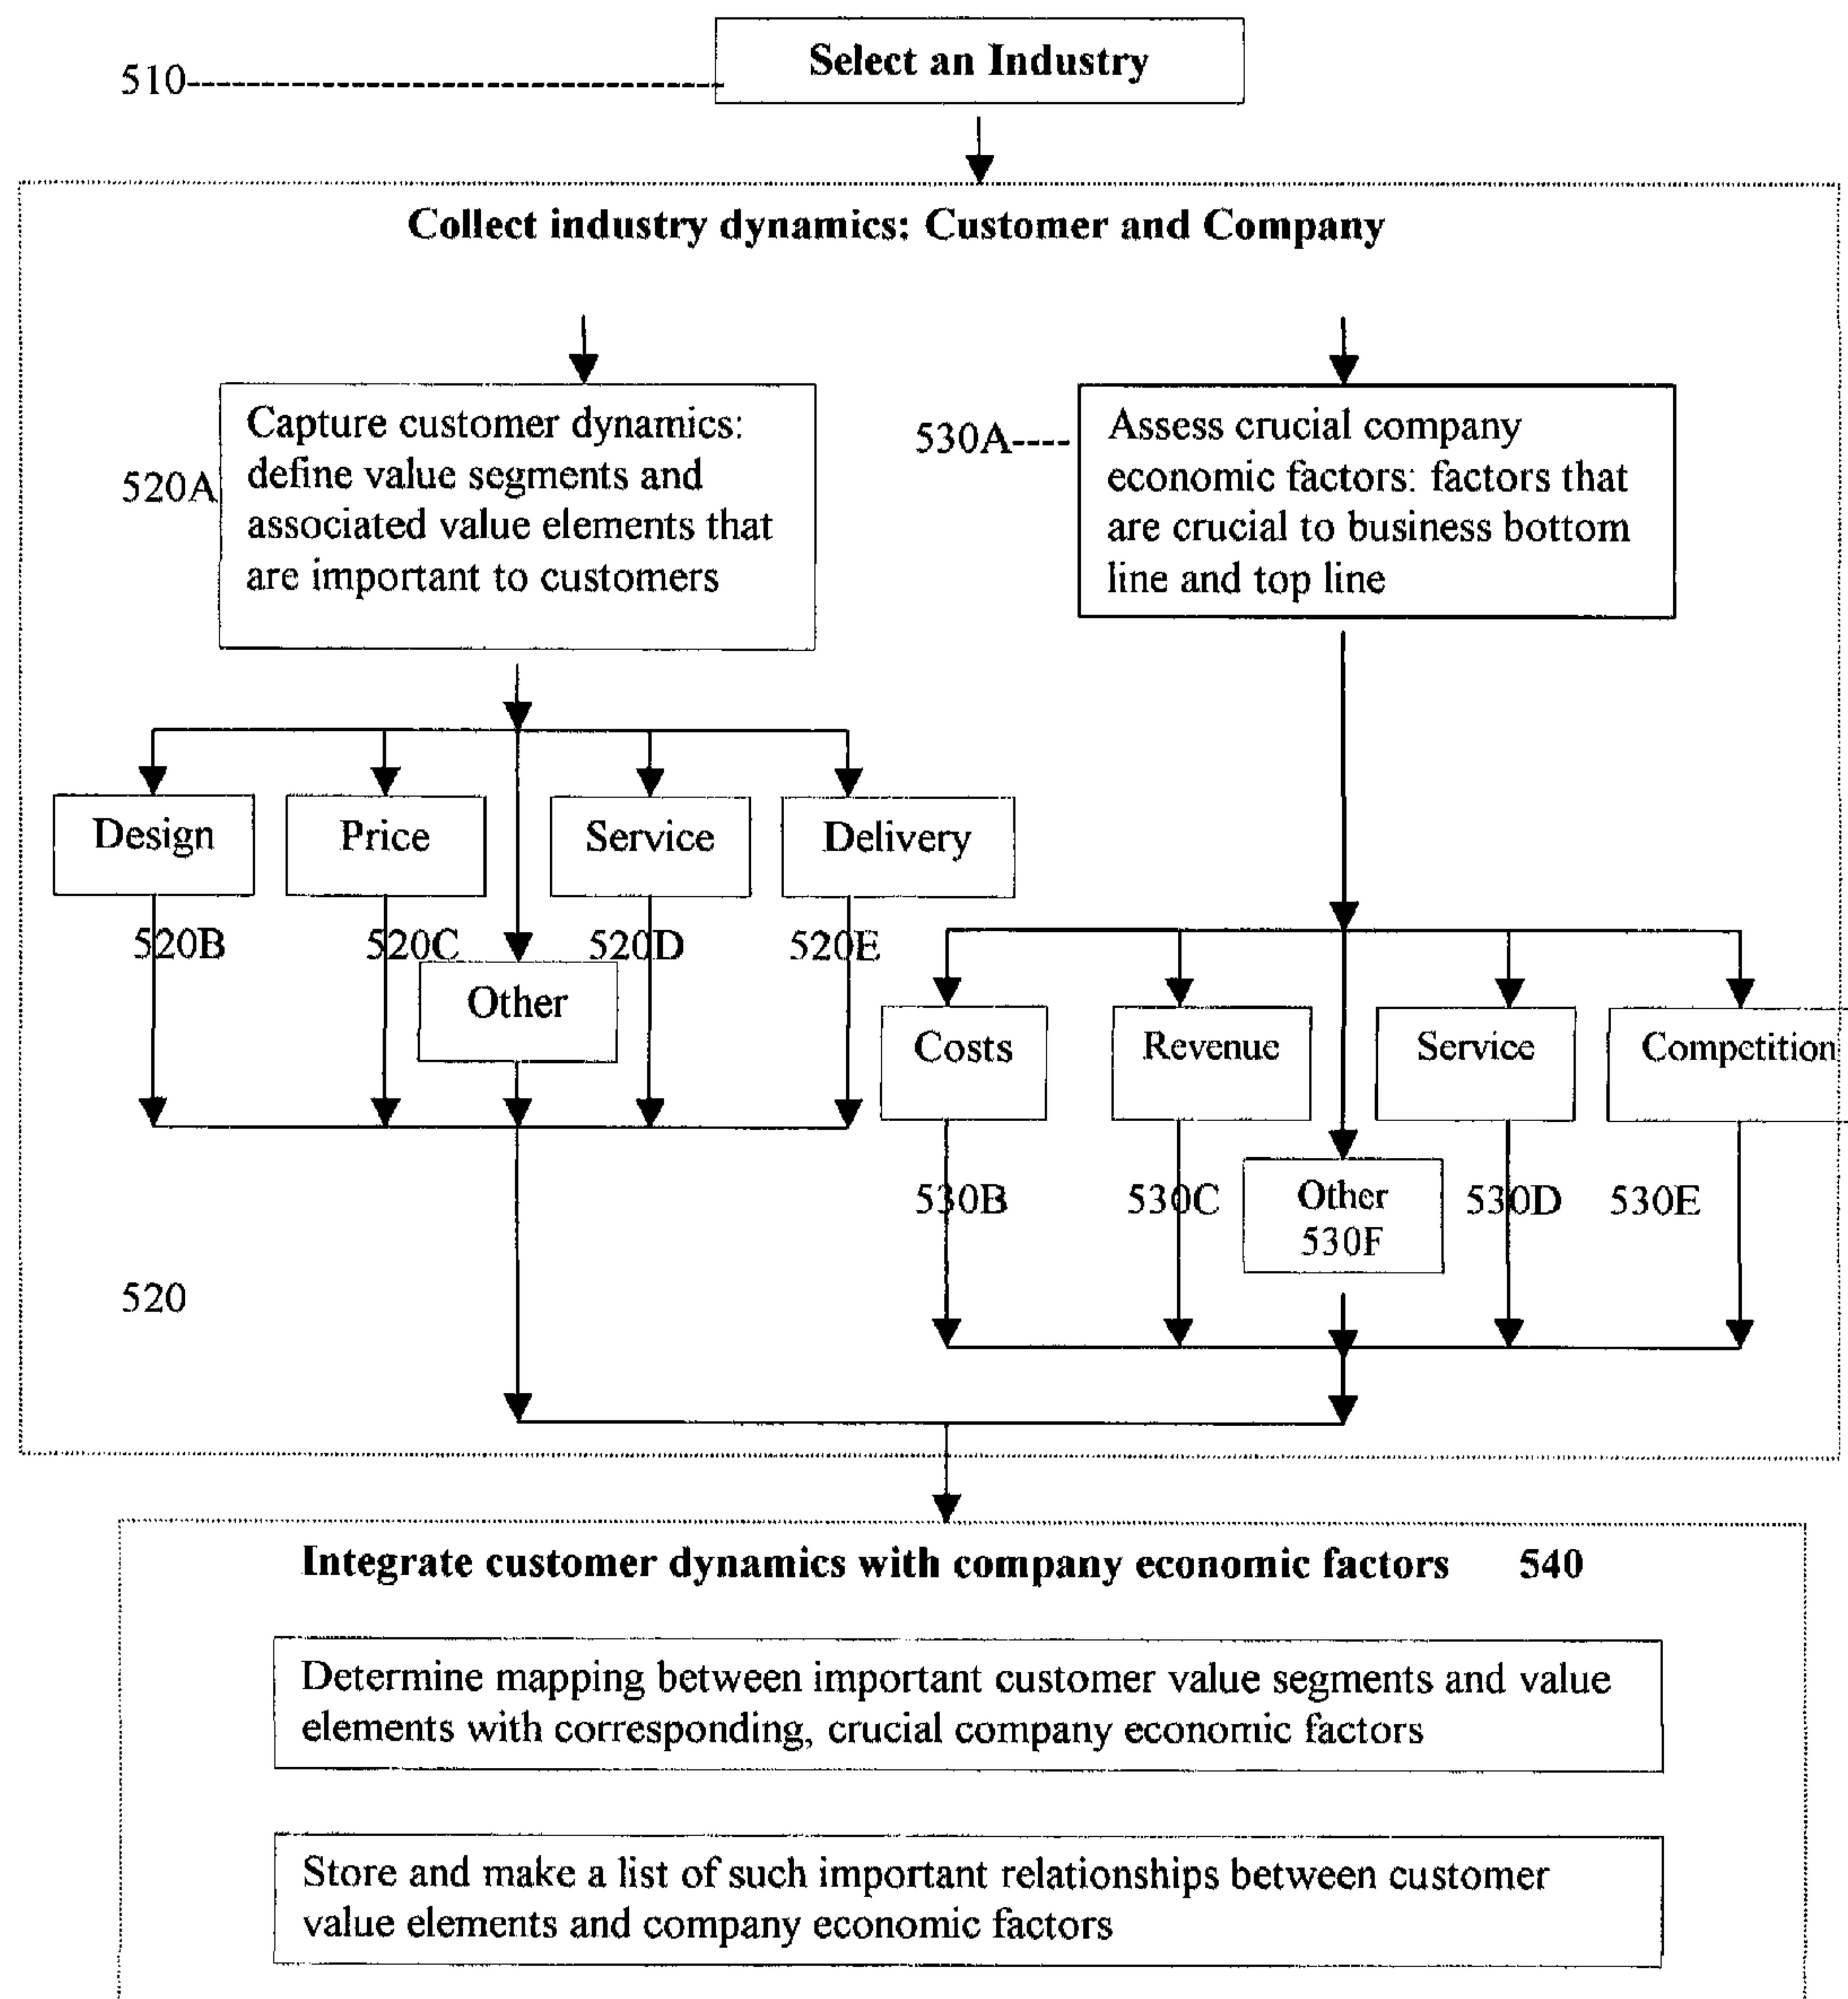 Select an Industry
510
Collect industry dynamics: Customer and Company
Capture customer dynamics:
define value segments and
associated value elements that
are important to customers
520A
530A
Assess crucial company
economic factors: factors that
are crucial to business bottom
line and top line
Design
Price
Service
Delivery
520B
520C
520D
520E
Other
Costs
Revenue
Service
Competition
530B
530C
Other
530F
530D
530E
520
Integrate customer dynamics with company economic factors 540
Determine mapping between important customer value segments and value
elements with corresponding, crucial company economic factors
Store and make a list of such important relationships between customer
value elements and company economic factors